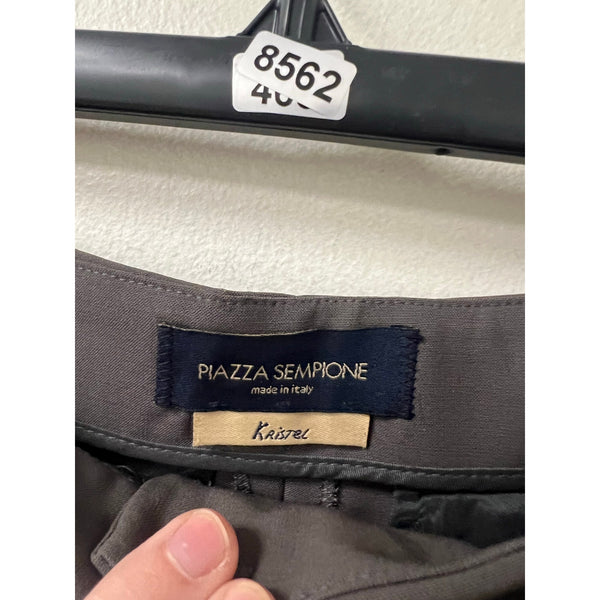 8562
PIAZZA SEMPIONE
made in italy
Kristel